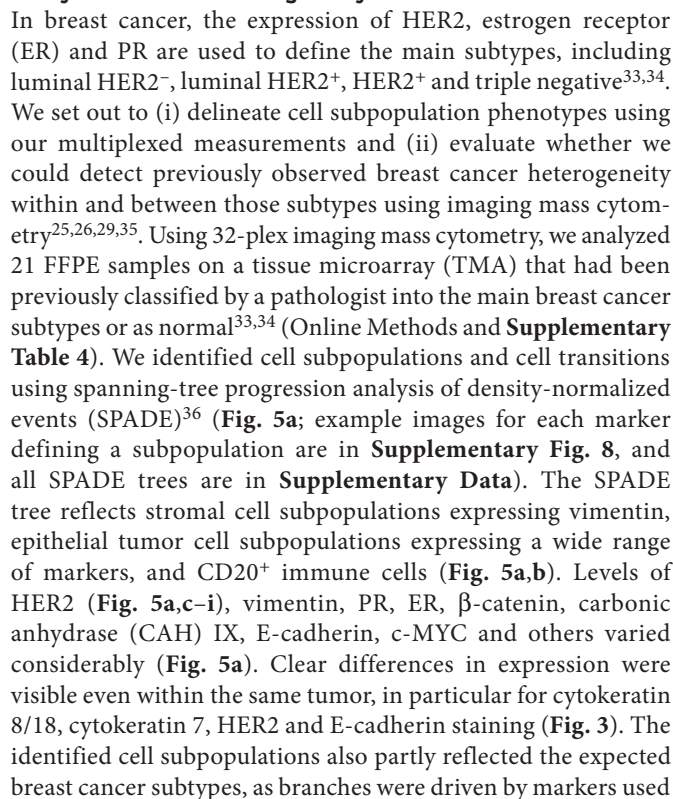 In breast cancer, the expression of HER2, estrogen receptor
(ER) and PR are used to define the main subtypes, including
luminal HER2⁻, luminal HER2⁺, HER2⁺ and triple negative³³,³⁴.
We set out to (i) delineate cell subpopulation phenotypes using
our multiplexed measurements and (ii) evaluate whether we
could detect previously observed breast cancer heterogeneity
within and between those subtypes using imaging mass cytom-
etry²⁵,²⁶,²⁹,³⁵. Using 32-plex imaging mass cytometry, we analyzed
21 FFPE samples on a tissue microarray (TMA) that had been
previously classified by a pathologist into the main breast cancer
subtypes or as normal³³,³⁴ (Online Methods and Supplementary
Table 4). We identified cell subpopulations and cell transitions
using spanning-tree progression analysis of density-normalized
events (SPADE)³⁶ (Fig. 5a; example images for each marker
defining a subpopulation are in Supplementary Fig. 8, and
all SPADE trees are in Supplementary Data). The SPADE
tree reflects stromal cell subpopulations expressing vimentin,
epithelial tumor cell subpopulations expressing a wide range
of markers, and CD20⁺ immune cells (Fig. 5a,b). Levels of
HER2 (Fig. 5a,c–i), vimentin, PR, ER, β-catenin, carbonic
anhydrase (CAH) IX, E-cadherin, c-MYC and others varied
considerably (Fig. 5a). Clear differences in expression were
visible even within the same tumor, in particular for cytokeratin
8/18, cytokeratin 7, HER2 and E-cadherin staining (Fig. 3). The
identified cell subpopulations also partly reflected the expected
breast cancer subtypes, as branches were driven by markers used